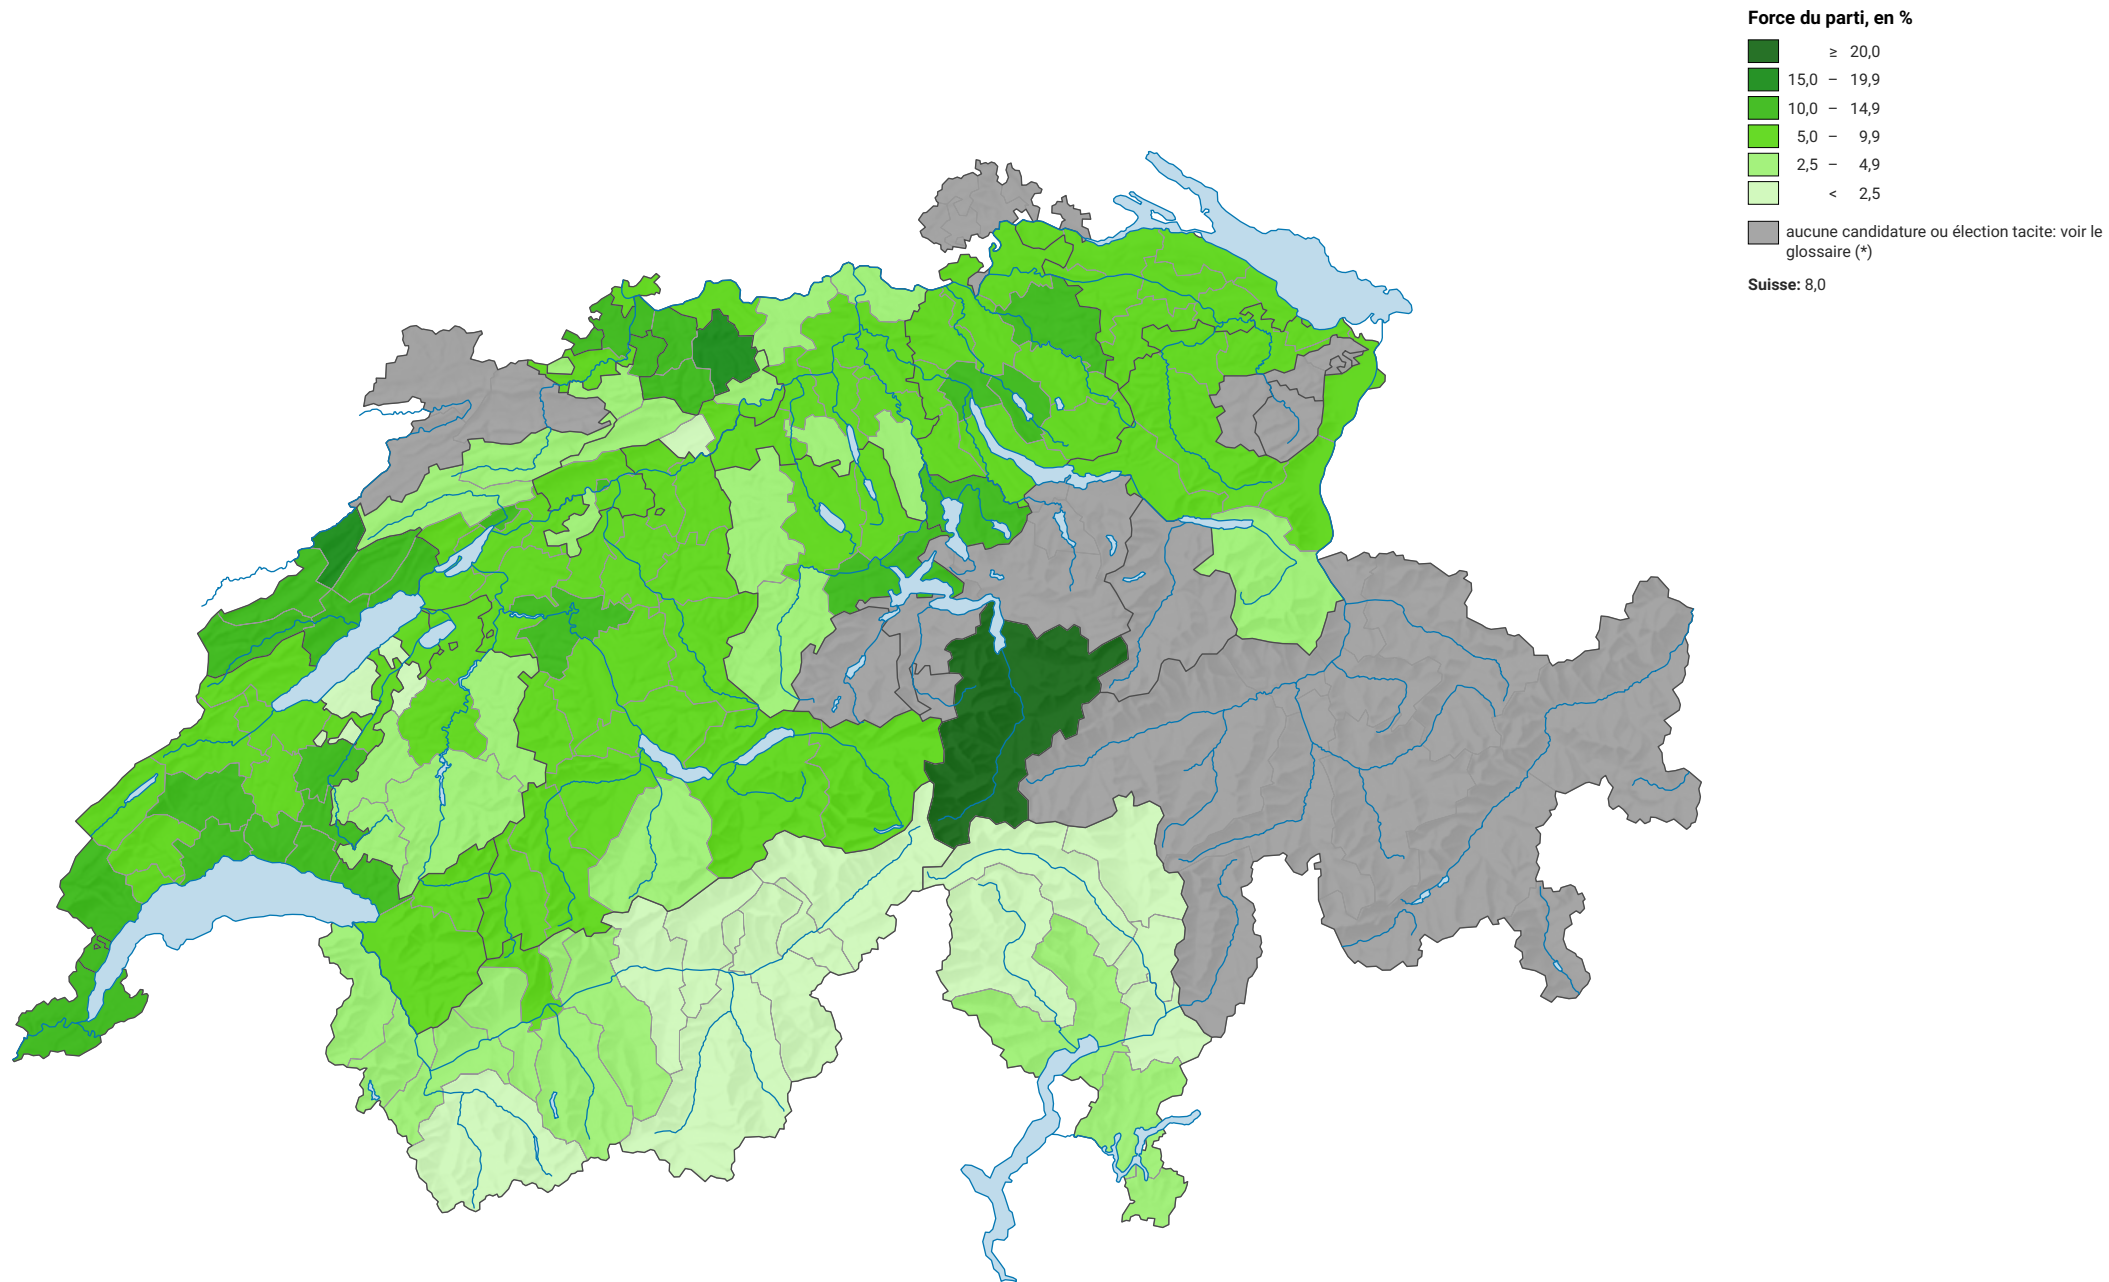 Force du parti, en %
≥ 20,0
15,0 – 19,9
10,0 – 14,9
5,0 – 9,9
2,5 – 4,9
< 2,5
aucune candidature ou élection tacite: voir le
glossaire (*)
Suisse: 8,0